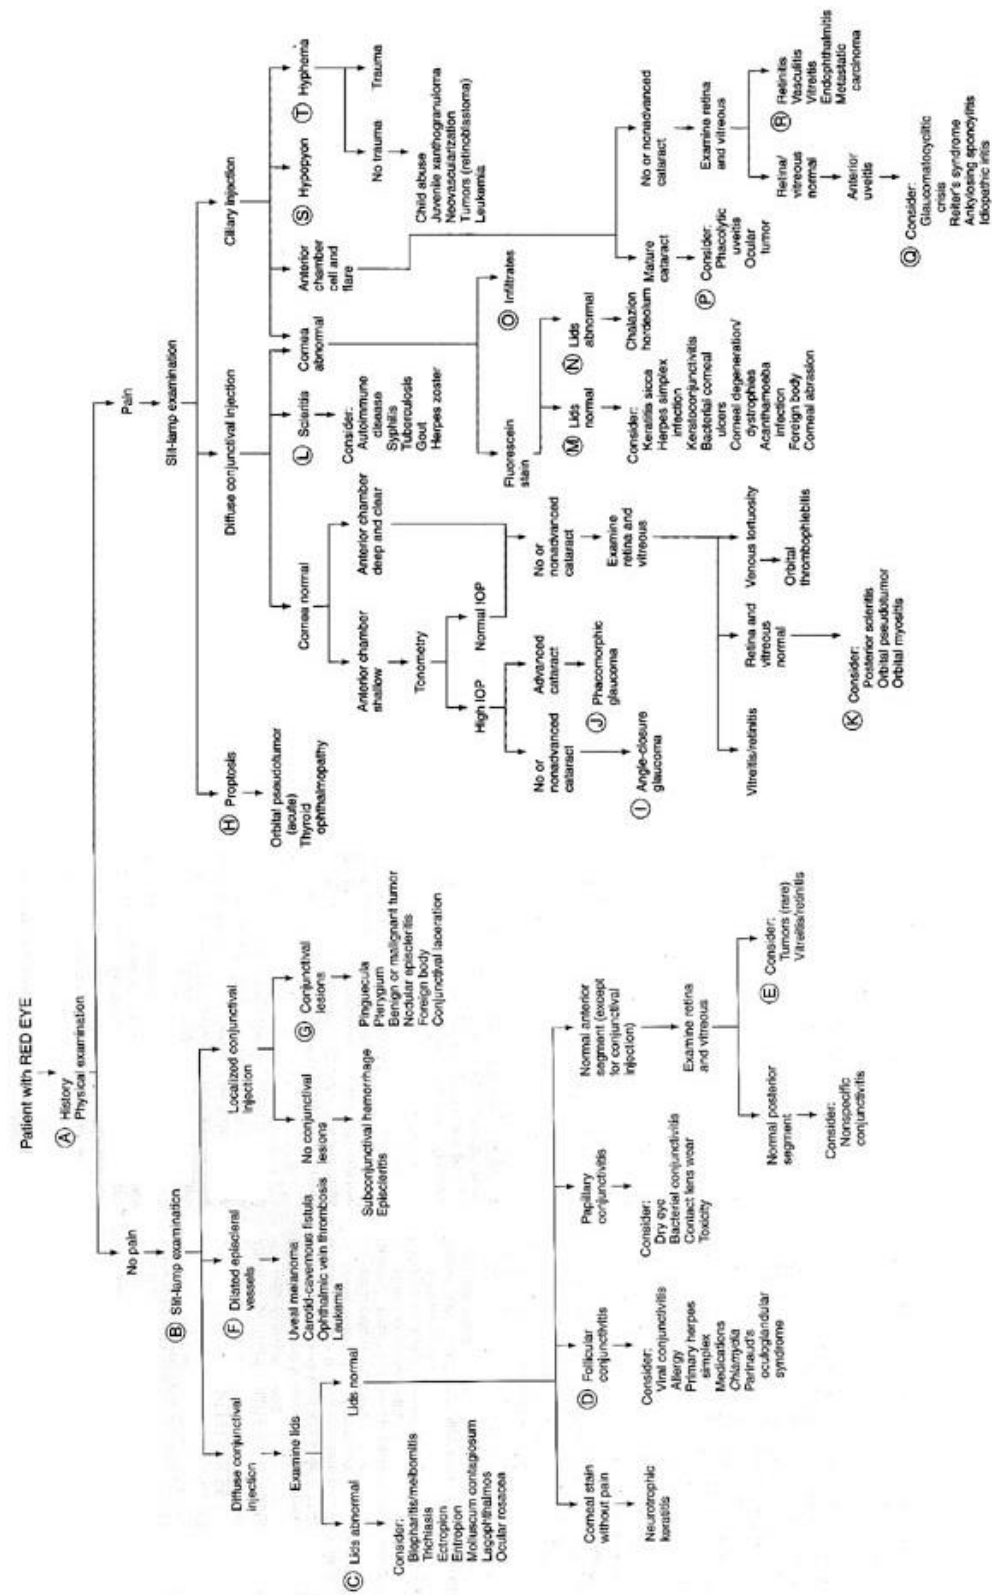 Patient with RED EYE
Ⓐ History
Physical examination
No pain
Ⓑ Slit-lamp examination
Diffuse conjunctival
injection
Examine lids
Ⓒ Lids abnormal
Consider:
Blepharitis/meibomitis
Trichiasis
Ectropion
Entropion
Molluscum contagiosum
Lagophthalmos
Ocular rosacea
Lids normal
Corneal stain
without pain
Neurotrophic
keratitis
Ⓓ Follicular
conjunctivitis
Consider:
Viral conjunctivitis
Allergy
Primary herpes
simplex
Medications
Chlamydia
Parinaud's
oculoglandular
syndrome
Papillary
conjunctivitis
Consider:
Dry eye
Bacterial conjunctivitis
Contact lens wear
Toxicity
Normal anterior
segment (except
for conjunctival
injection)
Examine retina
and vitreous
Normal posterior
segment
Consider:
Nonspecific
conjunctivitis
Ⓔ Consider:
Tumors (rare)
Vitreitis/retinitis
Ⓕ Dilated episcleral
vessels
Uveal melanoma
Carotid-cavernous fistula
Ophthalmic vein thrombosis
Leukemia
Localized conjunctival
injection
No conjunctival
lesions
Subconjunctival hemorrhage
Episcleritis
Ⓖ Conjunctival
lesions
Pinguecula
Pterygium
Benign or malignant tumor
Nodular episcleritis
Foreign body
Conjunctival laceration
Pain
Slit-lamp examination
Ⓗ Proptosis
Orbital pseudotumor
(acute)
Thyroid
ophthalmopathy
Diffuse conjunctival injection
Cornea normal
Anterior chamber
shallow
Tonometry
High IOP
No or
nonadvanced
cataract
Ⓘ Angle-closure
glaucoma
Advanced
cataract
Ⓙ Phacomorphic
glaucoma
Normal IOP
Anterior chamber
deep and clear
No or nonadvanced
cataract
Examine
retina and
vitreous
Vitreitis/retinitis
Retina and
vitreous
normal
Ⓚ Consider:
Posterior scleritis
Orbital pseudotumor
Orbital myositis
Venous tortuosity
Orbital
thrombophlebitis
Ⓛ Scleritis
Consider:
Autoimmune
disease
Syphilis
Tuberculosis
Gout
Herpes zoster
Cornea
abnormal
Fluorescein
stain
Ⓜ Lids
normal
Consider:
Keratitis sicca
Herpes simplex
infection
Keratoconjunctivitis
Bacterial corneal
ulcers
Corneal degeneration/
dystrophies
Acanthamoeba
infection
Foreign body
Corneal abrasion
Ⓝ Lids
abnormal
Chalazion
hordeolum
Ⓞ Infiltrates
Ciliary injection
Anterior
chamber
cell and
flare
Mature
cataract
Ⓟ Consider:
Phacolytic
uveitis
Ocular
tumor
No or nonadvanced
cataract
Examine retina
and vitreous
Retina/
vitreous
normal
Anterior
uveitis
Ⓠ Consider:
Glaucomatocyclitic
crisis
Reiter's syndrome
Ankylosing spondylitis
Idiopathic iritis
Ⓡ Retinitis
Vasculitis
Vitreitis
Endophthalmitis
Metastatic
carcinoma
Ⓢ Hypopyon
Ⓣ Hyphema
No trauma
Child abuse
Juvenile xanthogranuloma
Neovascularization
Tumors (retinoblastoma)
Leukemia
Trauma